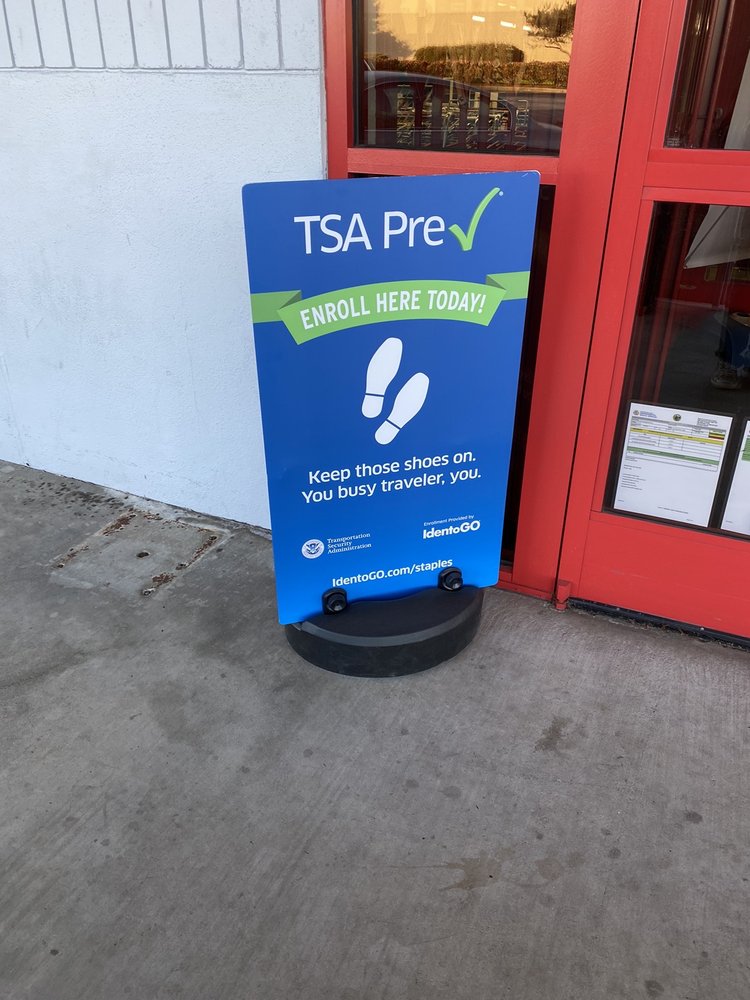 TSA Pre✓®
ENROLL HERE TODAY!
Keep those shoes on.
You busy traveler, you.
Transportation
Security
Administration
Enrollment Provided by
IdentoGO
IdentoGO.com/staples